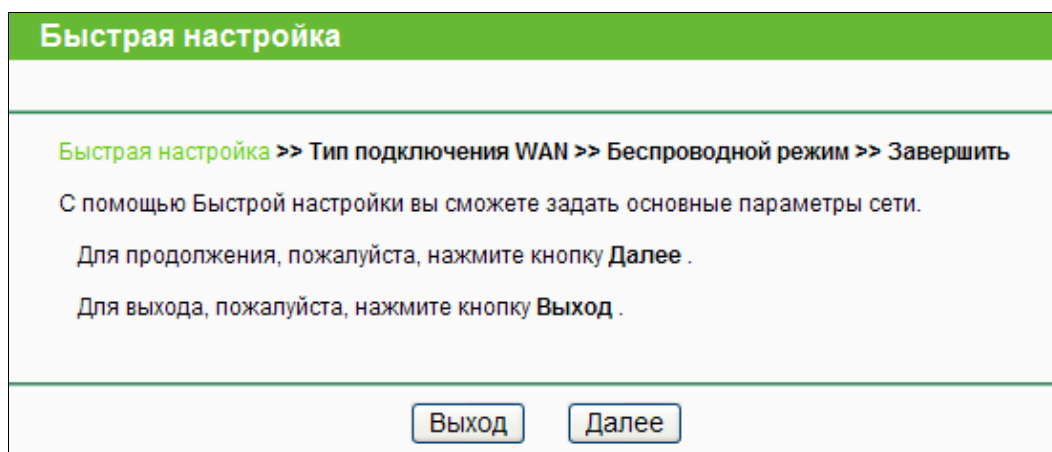 Быстрая настройка
Быстрая настройка >> Тип подключения WAN >> Беспроводной режим >> Завершить
С помощью Быстрой настройки вы сможете задать основные параметры сети.
Для продолжения, пожалуйста, нажмите кнопку Далее .
Для выхода, пожалуйста, нажмите кнопку Выход .
Выход Далее